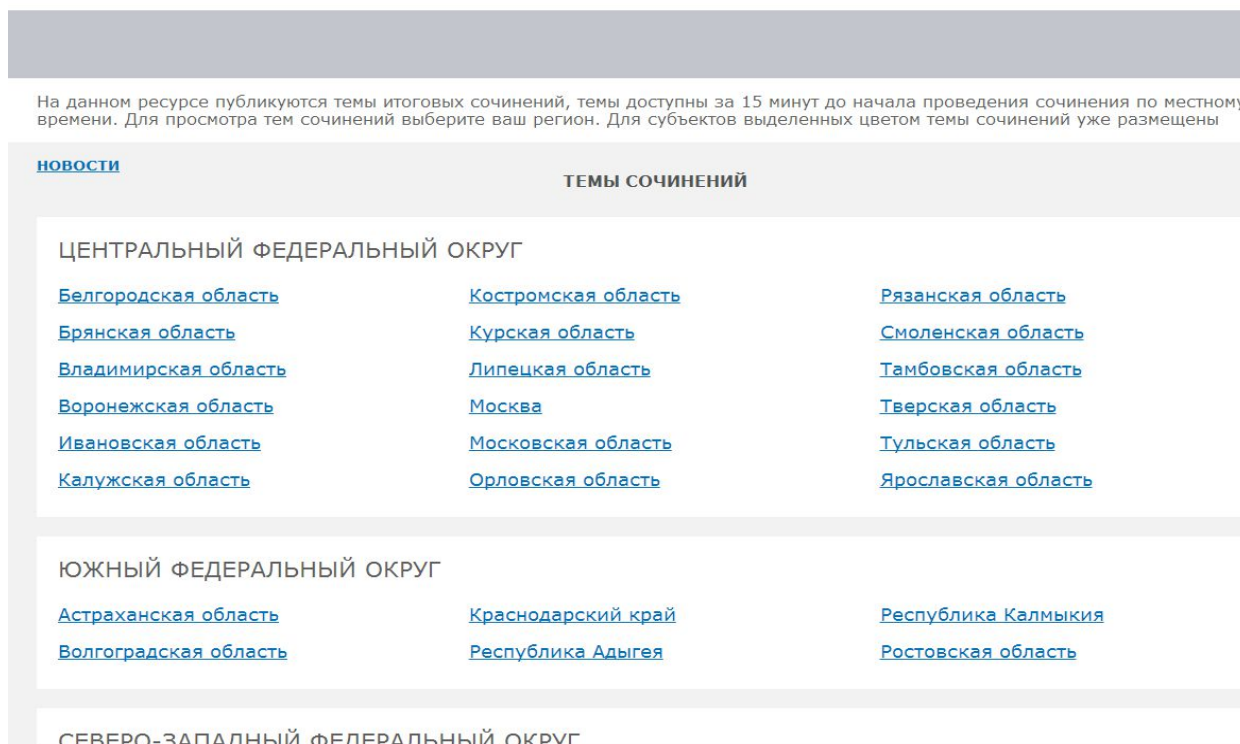 На данном ресурсе публикуются темы итоговых сочинений, темы доступны за 15 минут до начала проведения сочинения по местному
времени. Для просмотра тем сочинений выберите ваш регион. Для субъектов выделенных цветом темы сочинений уже размещены
НОВОСТИ
ТЕМЫ СОЧИНЕНИЙ
ЦЕНТРАЛЬНЫЙ ФЕДЕРАЛЬНЫЙ ОКРУГ
Белгородская область Костромская область Рязанская область
Брянская область Курская область Смоленская область
Владимирская область Липецкая область Тамбовская область
Воронежская область Москва Тверская область
Ивановская область Московская область Тульская область
Калужская область Орловская область Ярославская область
ЮЖНЫЙ ФЕДЕРАЛЬНЫЙ ОКРУГ
Астраханская область Краснодарский край Республика Калмыкия
Волгоградская область Республика Адыгея Ростовская область
СЕВЕРО-ЗАПАДНЫЙ ФЕДЕРАЛЬНЫЙ ОКРУГ